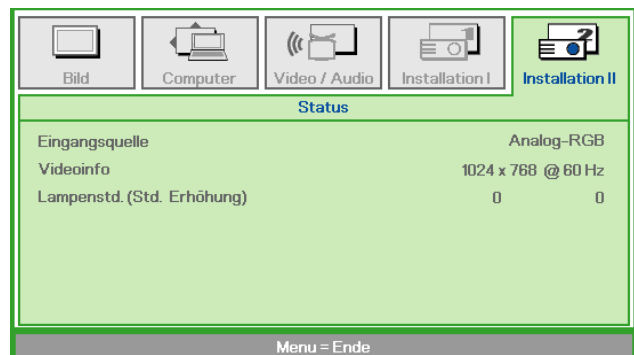 Bild Computer Video / Audio Installation I Installation II
Status
Eingangsquelle Analog-RGB
Videoinfo 1024 x 768 @ 60 Hz
Lampenstd. (Std. Erhöhung) 0 0
Menu = Ende